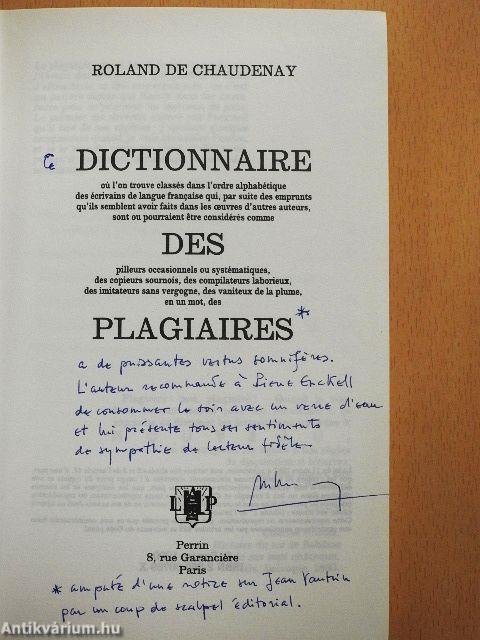 ROLAND DE CHAUDENAY
Ce DICTIONNAIRE
où l'on trouve classés dans l'ordre alphabétique
des écrivains de langue française qui, par suite des emprunts
qu'ils semblent avoir faits dans les œuvres d'autres auteurs,
sont ou pourraient être considérés comme
DES
pilleurs occasionnels ou systématiques,
des copieurs sournois, des compilateurs laborieux,
des imitateurs sans vergogne, des vaniteux de la plume,
en un mot, des
PLAGIAIRES*
a de puissantes vertus somnifères.
L'auteur recommande à Pierre Enckell
de consommer le soir avec un verre d'eau
et lui présente tous ses sentiments
de sympathie de lecteur fidèle
L A P
Perrin
8, rue Garancière
Paris
* amputé d'une notice sur Jean Vautrin
par un coup de scalpel éditorial.
Antikvárium.hu